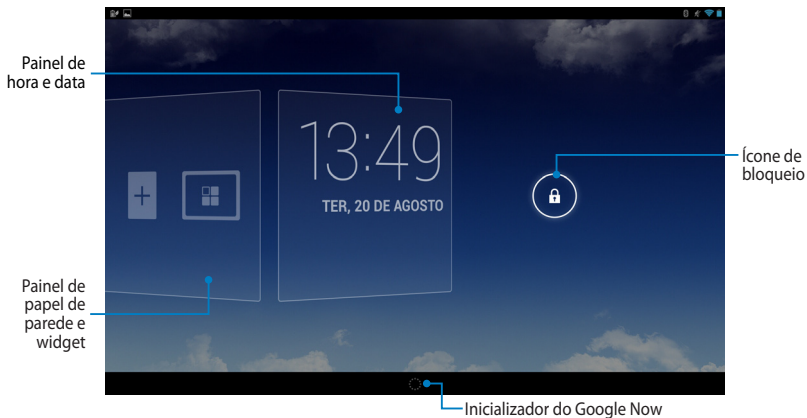 Painel de
hora e data
13:49
TER, 20 DE AGOSTO
Ícone de
bloqueio
Painel de
papel de
parede e
widget
Inicializador do Google Now